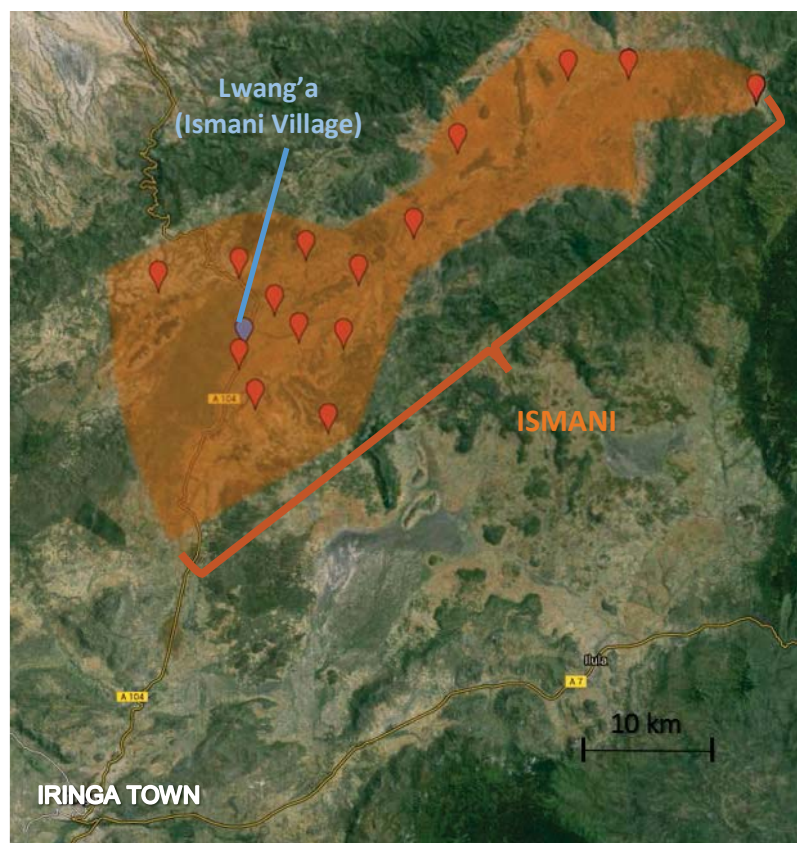 Lwang’a
(Ismani Village)
A 104
ISMANI
Ilula
A 7
A 104
10 km
IRINGA TOWN